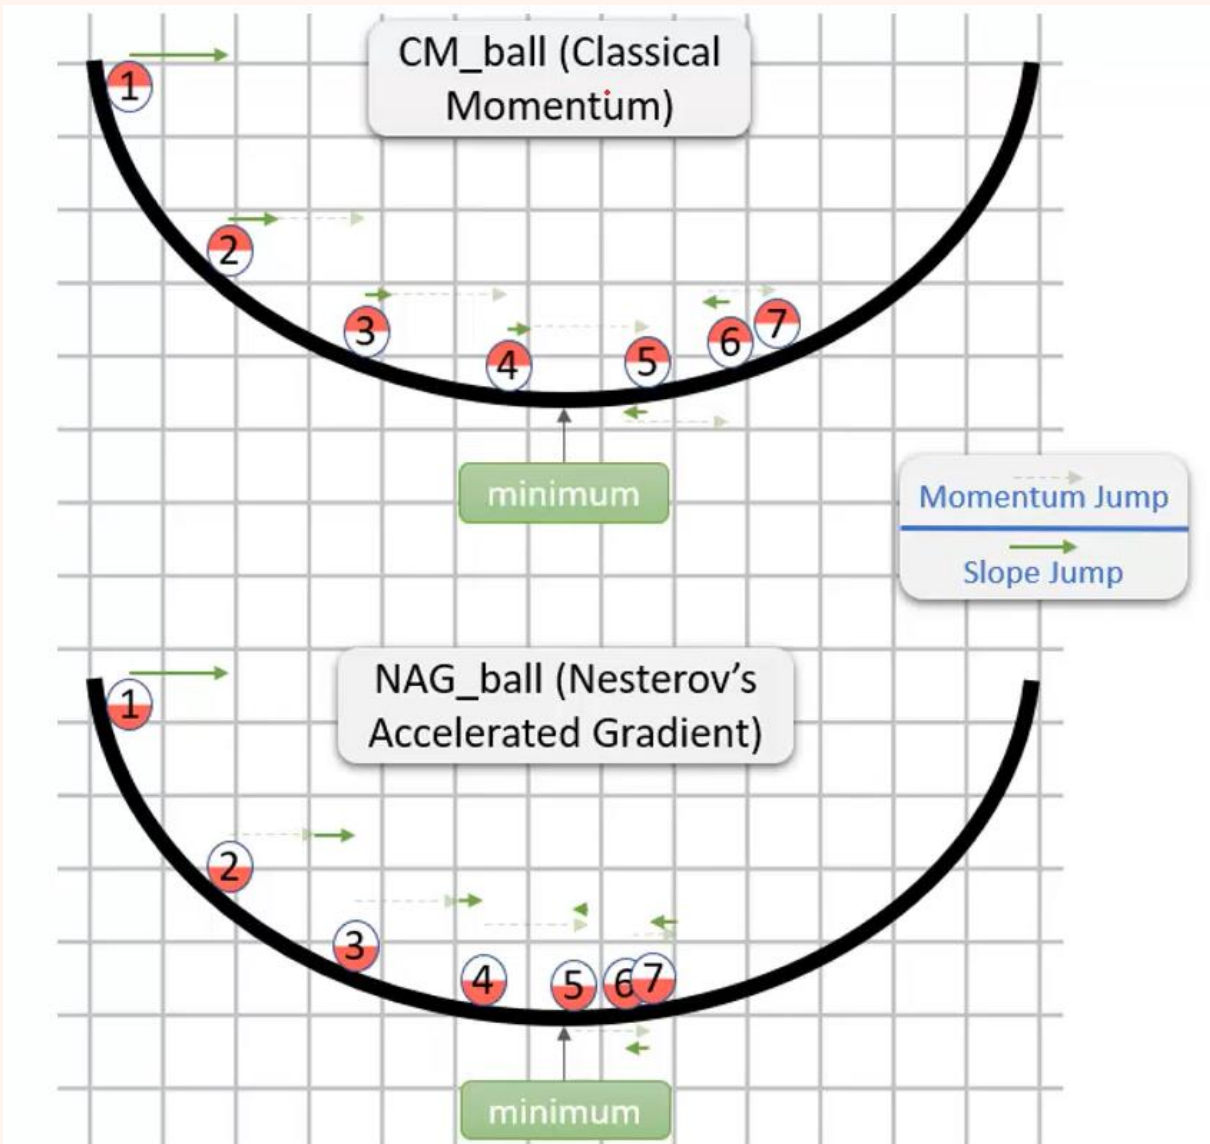 CM_ball (Classical
Momentum)
1
2
3
4
5
6
7
minimum
Momentum Jump
Slope Jump
NAG_ball (Nesterov's
Accelerated Gradient)
1
2
3
4
5
6
7
minimum